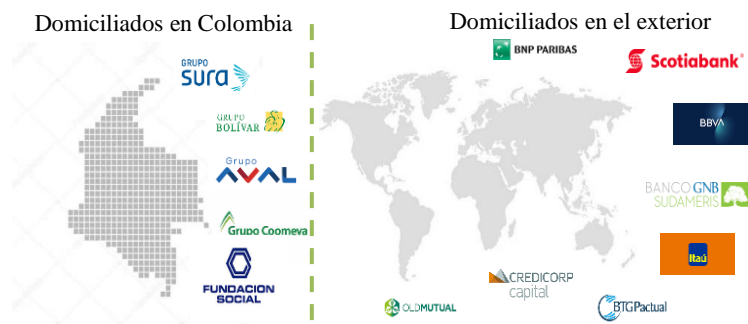 Domiciliados en Colombia
Domiciliados en el exterior
GRUPO
sura
GRUPO
BOLÍVAR
Grupo
AVAL
Grupo Coomeva
FUNDACION
SOCIAL
BNP PARIBAS
Scotiabank
BBVA
BANCO GNB
SUDAMERIS
Itaú
CREDICORP
capital
OLDMUTUAL
BTGPactual